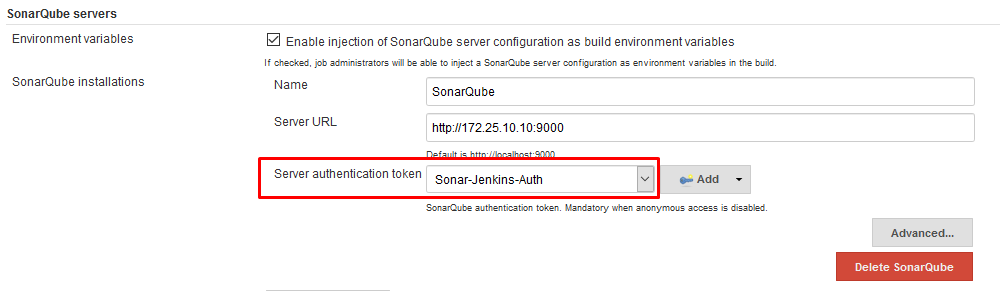 SonarQube servers
Environment variables
Enable injection of SonarQube server configuration as build environment variables
If checked, job administrators will be able to inject a SonarQube server configuration as environment variables in the build.
SonarQube installations
Name
SonarQube
Server URL
http://172.25.10.10:9000
Default is http://localhost:9000
Server authentication token
Sonar-Jenkins-Auth
Add
SonarQube authentication token. Mandatory when anonymous access is disabled.
Advanced...
Delete SonarQube